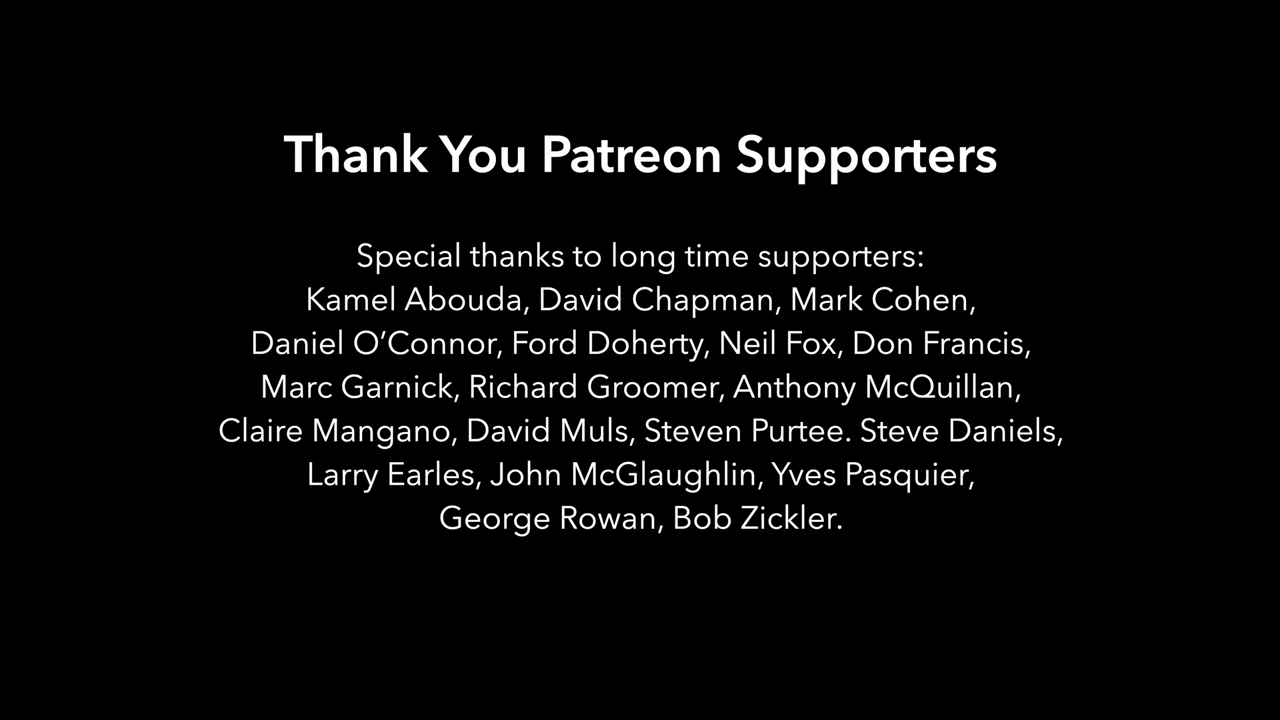 Thank You Patreon Supporters
Special thanks to long time supporters:
Kamel Abouda, David Chapman, Mark Cohen,
Daniel O’Connor, Ford Doherty, Neil Fox, Don Francis,
Marc Garnick, Richard Groomer, Anthony McQuillan,
Claire Mangano, David Muls, Steven Purtee. Steve Daniels,
Larry Earles, John McGlaughlin, Yves Pasquier,
George Rowan, Bob Zickler.